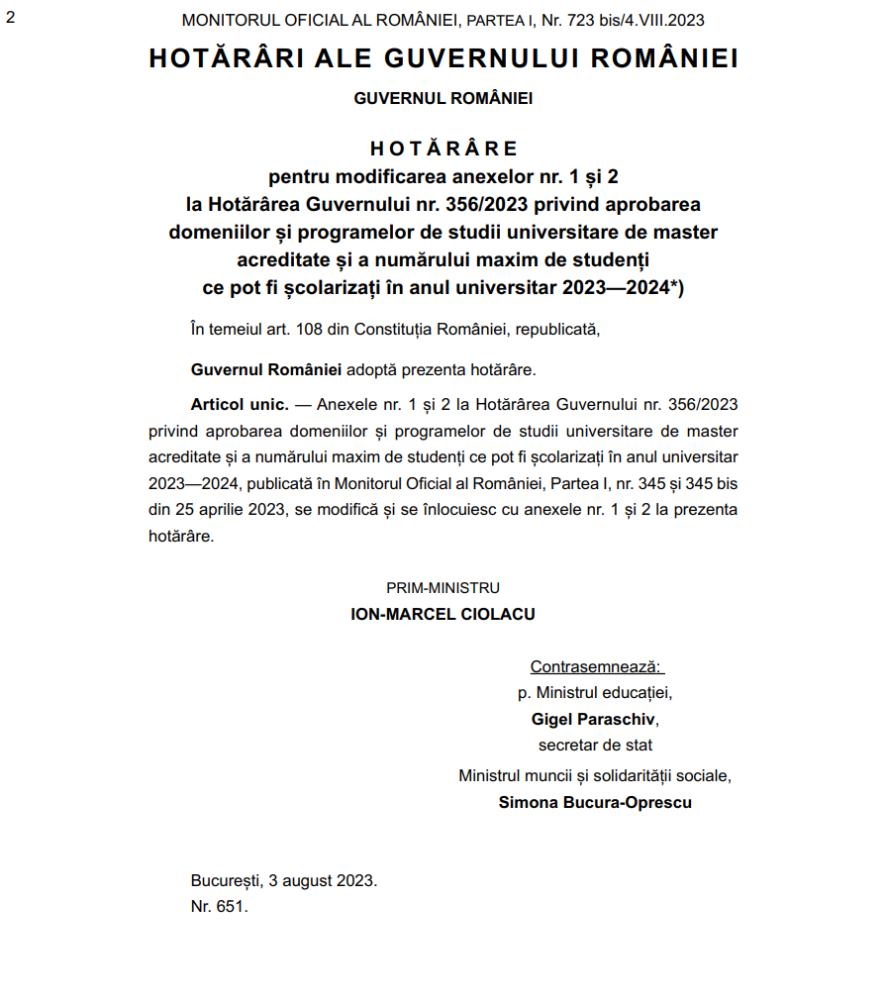 2
MONITORUL OFICIAL AL ROMÂNIEI, PARTEA I, Nr. 723 bis/4.VIII.2023
HOTĂRÂRI ALE GUVERNULUI ROMÂNIEI
GUVERNUL ROMÂNIEI
HOTĂRÂRE
pentru modificarea anexelor nr. 1 și 2
la Hotărârea Guvernului nr. 356/2023 privind aprobarea
domeniilor și programelor de studii universitare de master
acreditate și a numărului maxim de studenți
ce pot fi școlarizați în anul universitar 2023—2024*)
În temeiul art. 108 din Constituția României, republicată,
Guvernul României adoptă prezenta hotărâre.
Articol unic. — Anexele nr. 1 și 2 la Hotărârea Guvernului nr. 356/2023
privind aprobarea domeniilor și programelor de studii universitare de master
acreditate și a numărului maxim de studenți ce pot fi școlarizați în anul universitar
2023—2024, publicată în Monitorul Oficial al României, Partea I, nr. 345 și 345 bis
din 25 aprilie 2023, se modifică și se înlocuiesc cu anexele nr. 1 și 2 la prezenta
hotărâre.
PRIM-MINISTRU
ION-MARCEL CIOLACU
Contrasemnează:
p. Ministrul educației,
Gigel Paraschiv,
secretar de stat
Ministrul muncii și solidarității sociale,
Simona Bucura-Oprescu
București, 3 august 2023.
Nr. 651.